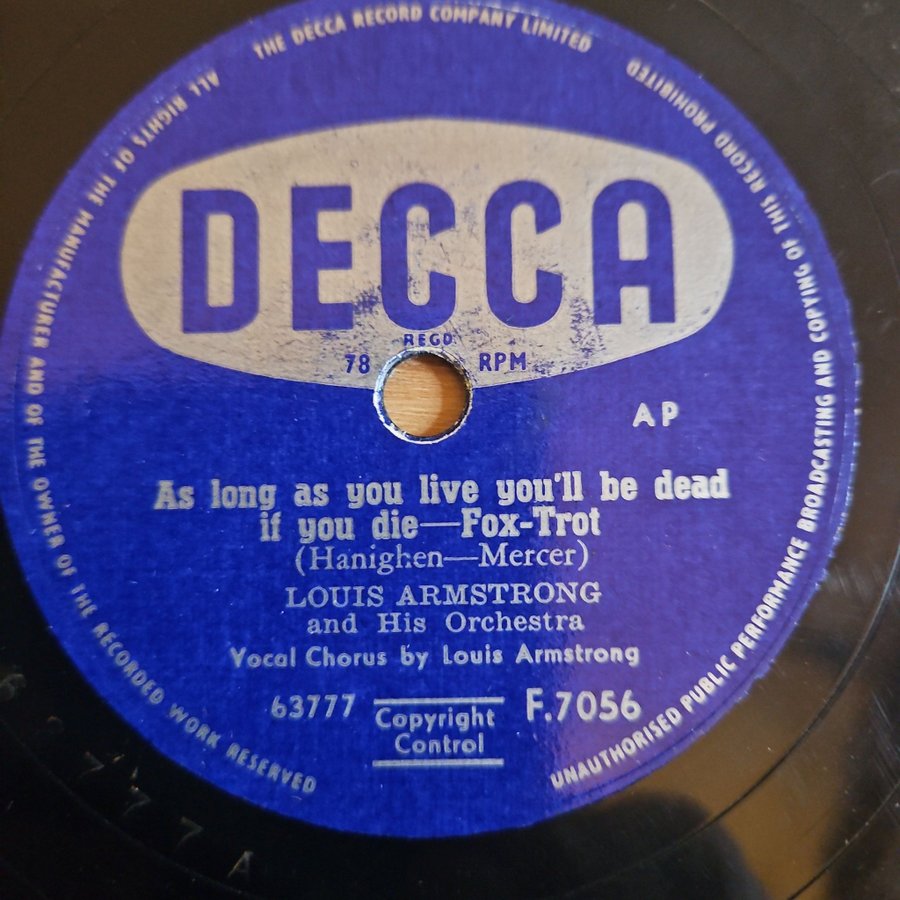 THE DECCA RECORD COMPANY LIMITED
ALL RIGHTS OF THE MANUFACTURER AND OF THE OWNER OF THE RECORDED WORK RESERVED
UNAUTHORISED PUBLIC PERFORMANCE BROADCASTING AND COPYING OF THIS RECORD PROHIBITED
DECCA
REGD
78 RPM
AP
As long as you live you'll be dead
if you die—Fox-Trot
(Hanighen—Mercer)
LOUIS ARMSTRONG
and His Orchestra
Vocal Chorus by Louis Armstrong
63777 Copyright F.7056
Control